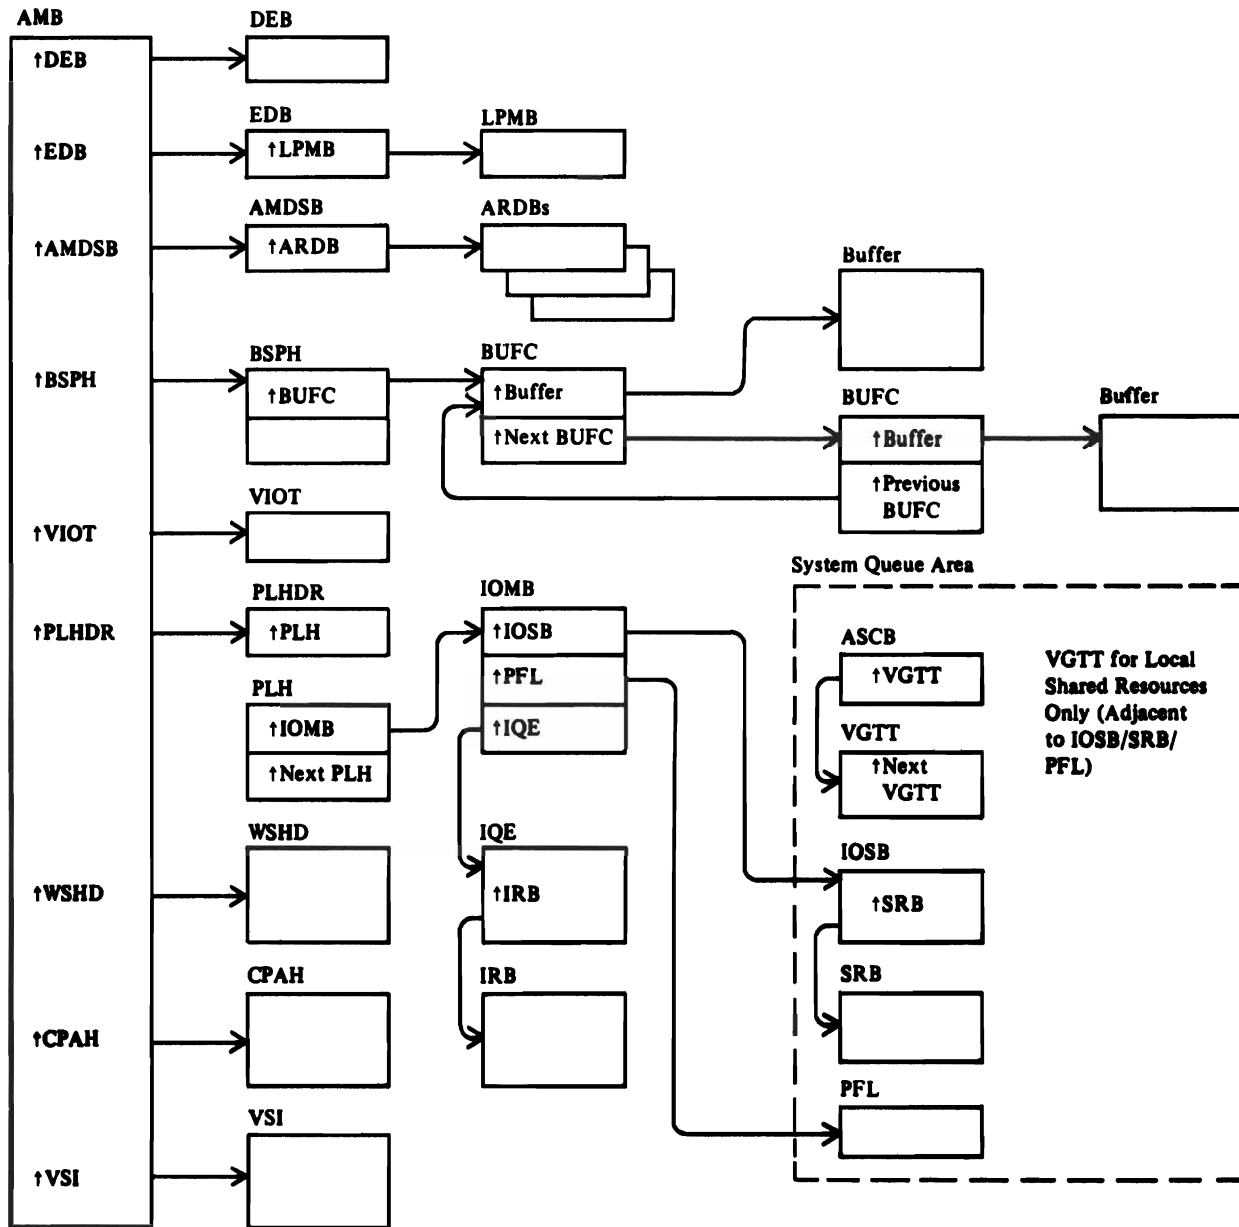 AMB
DEB
↑DEB
EDB
LPMB
↑EDB
↑LPMB
AMDSB
ARDBs
↑AMDSB
↑ARDB
Buffer
BSPH
BUFC
↑BSPH
↑BUFC
↑Buffer
↑Next BUFC
BUFC
↑Buffer
↑Previous
BUFC
Buffer
VIOT
↑VIOT
System Queue Area
PLHDR
IOMB
↑PLHDR
↑PLH
↑IOSB
↑PFL
↑IQE
PLH
↑IOMB
↑Next PLH
ASCB
↑VGTT
VGTT
↑Next
VGTT
VGTT for Local
Shared Resources
Only (Adjacent
to IOSB/SRB/
PFL)
WSHD
IQE
IOSB
↑WSHD
↑IRB
↑SRB
CPAH
IRB
SRB
↑CPAH
PFL
VSI
↑VSI